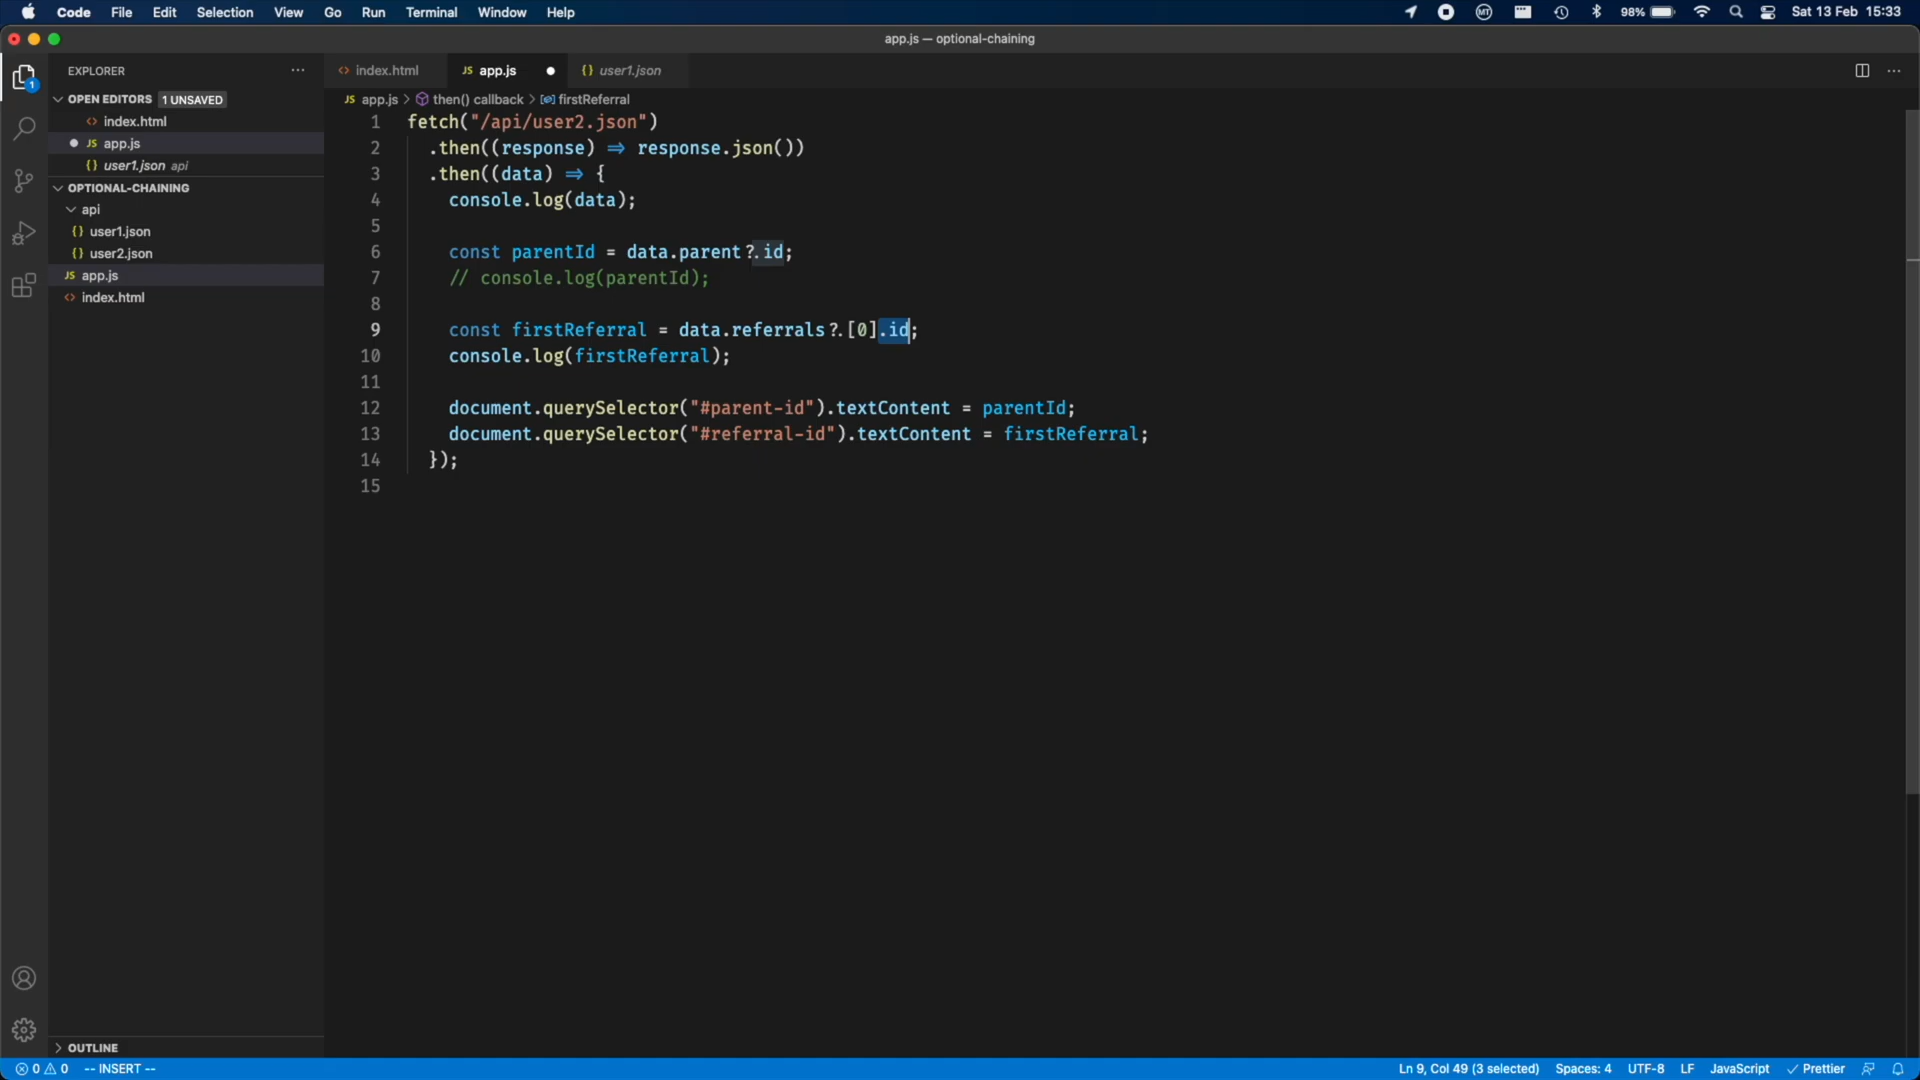 Code File Edit Selection View Go Run Terminal Window Help
MT 98% Sat 13 Feb 15:33
app.js — optional-chaining
EXPLORER
1
OPEN EDITORS 1 UNSAVED
<> index.html
JS app.js
{} user1.json api
OPTIONAL-CHAINING
api
{} user1.json
{} user2.json
JS app.js
<> index.html
OUTLINE
<> index.html JS app.js {} user1.json
JS app.js > then() callback > firstReferral
1 fetch("/api/user2.json")
2 .then((response) => response.json())
3 .then((data) => {
4 console.log(data);
5
6 const parentId = data.parent?.id;
7 // console.log(parentId);
8
9 const firstReferral = data.referrals?.[0].id;
10 console.log(firstReferral);
11
12 document.querySelector("#parent-id").textContent = parentId;
13 document.querySelector("#referral-id").textContent = firstReferral;
14 });
15
0 0 -- INSERT -- Ln 9, Col 49 (3 selected) Spaces: 4 UTF-8 LF JavaScript Prettier